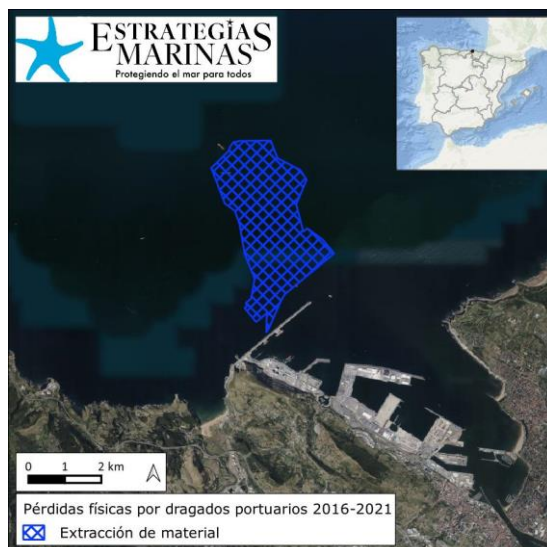 ESTRATEGIAS
MARINAS
Protegiendo el mar para todos
0 1 2 km
Pérdidas físicas por dragados portuarios 2016-2021
Extracción de material